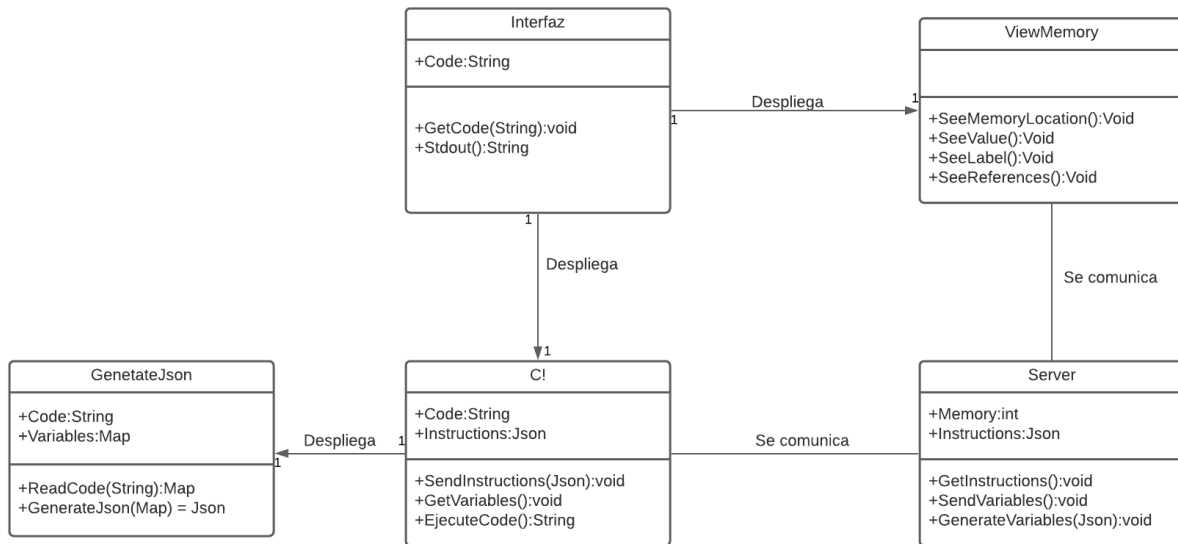 Interfaz
+Code:String
+GetCode(String):void
+Stdout():String
1
Despliega
1
ViewMemory
+SeeMemoryLocation():Void
+SeeValue():Void
+SeeLabel():Void
+SeeReferences():Void
1
Despliega
1
Se comunica
GenetateJson
+Code:String
+Variables:Map
+ReadCode(String):Map
+GenerateJson(Map) = Json
1
Despliega
1
C!
+Code:String
+Instructions:Json
+SendInstructions(Json):void
+GetVariables():void
+EjecuteCode():String
Se comunica
Server
+Memory:int
+Instructions:Json
+GetInstructions():void
+SendVariables():void
+GenerateVariables(Json):void